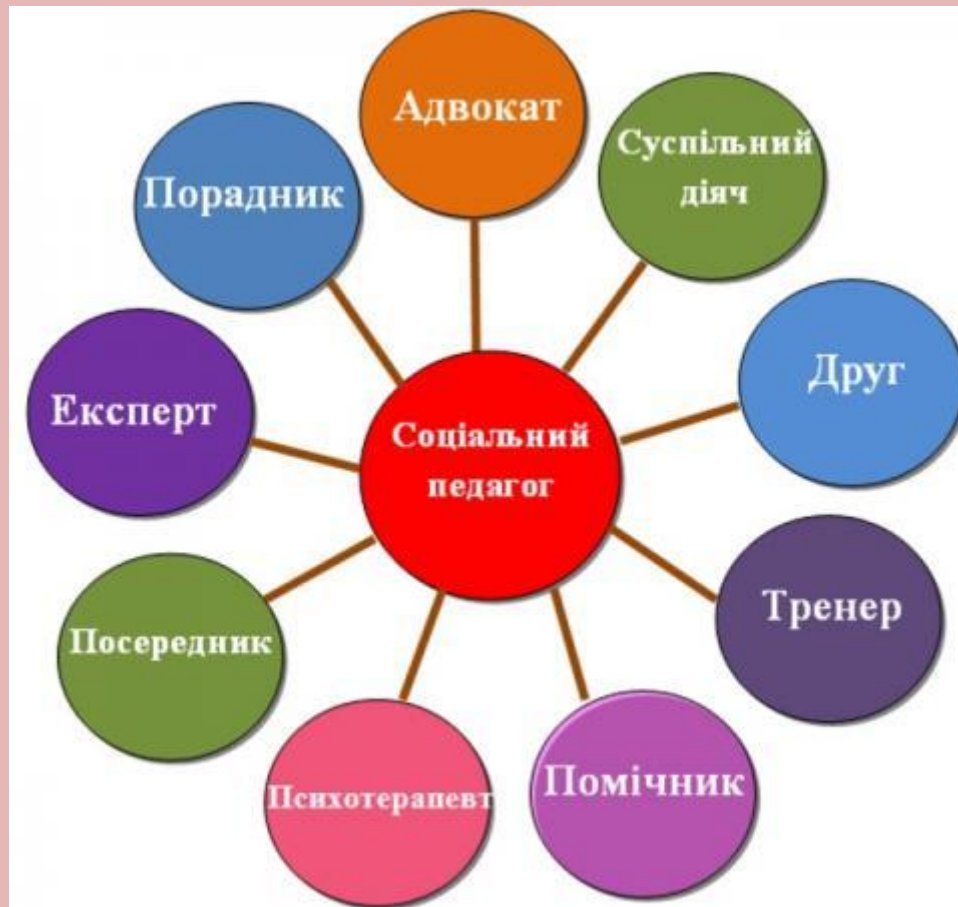 Адвокат
Суспільний
діяч
Порадник
Друг
Експерт
Соціальний
педагог
Тренер
Посередник
Помічник
Психотерапевт